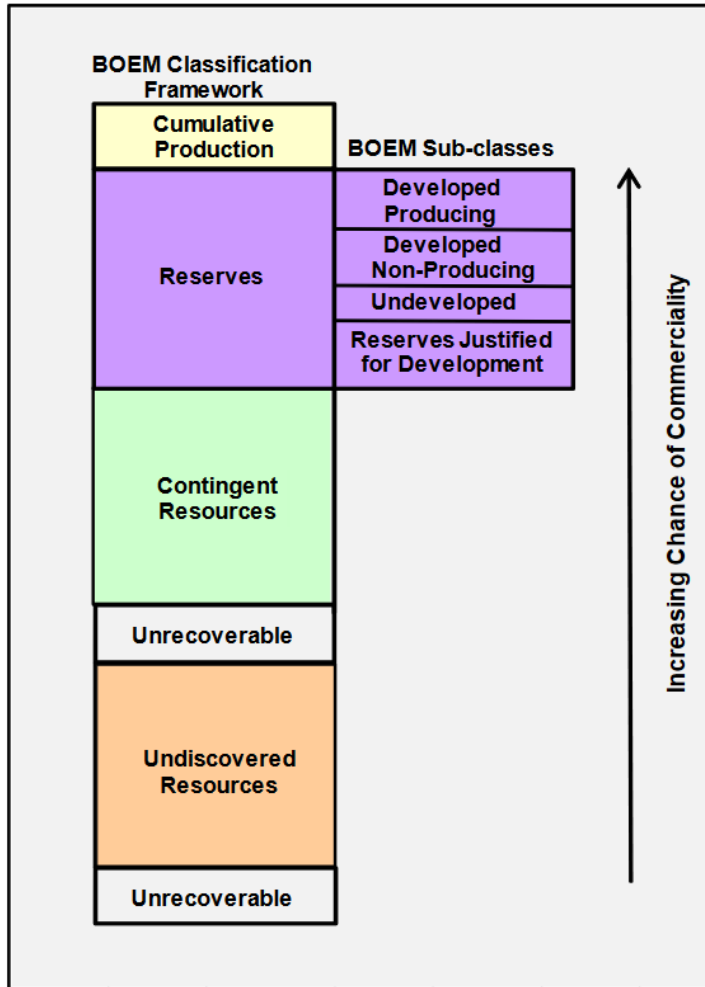 BOEM Classification
Framework
Cumulative
Production
BOEM Sub-classes
Reserves
Developed
Producing
Developed
Non-Producing
Undeveloped
Reserves Justified
for Development
Contingent
Resources
Unrecoverable
Undiscovered
Resources
Unrecoverable
Increasing Chance of Commerciality